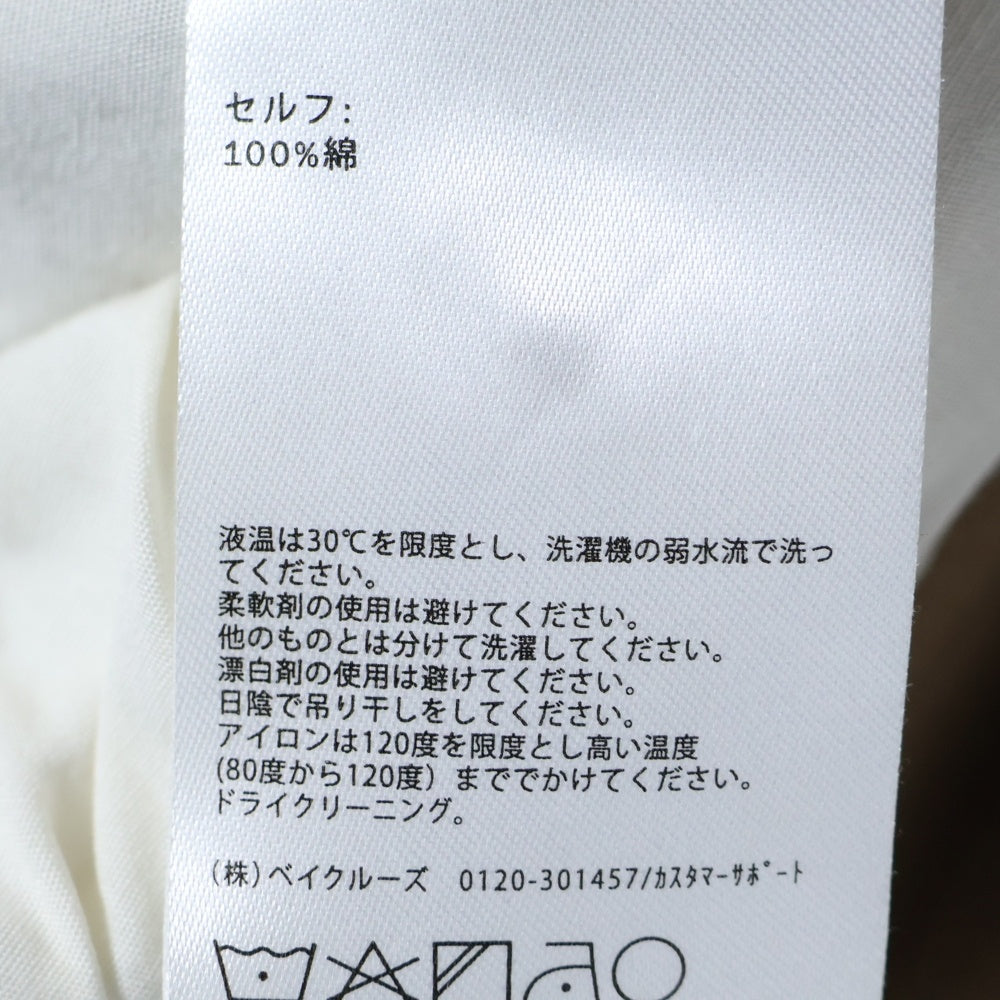 セルフ:
100%綿
液温は30℃を限度とし、洗濯機の弱水流で洗っ
てください。
柔軟剤の使用は避けてください。
他のものとは分けて洗濯してください。
漂白剤の使用は避けてください。
日陰で吊り干しをしてください。
アイロンは120度を限度とし高い温度
(80度から120度）まででかけてください。
ドライクリーニング。
（株）ベイクルーズ　0120-301457/ｶｽﾀﾏｰｻﾎﾟｰﾄ